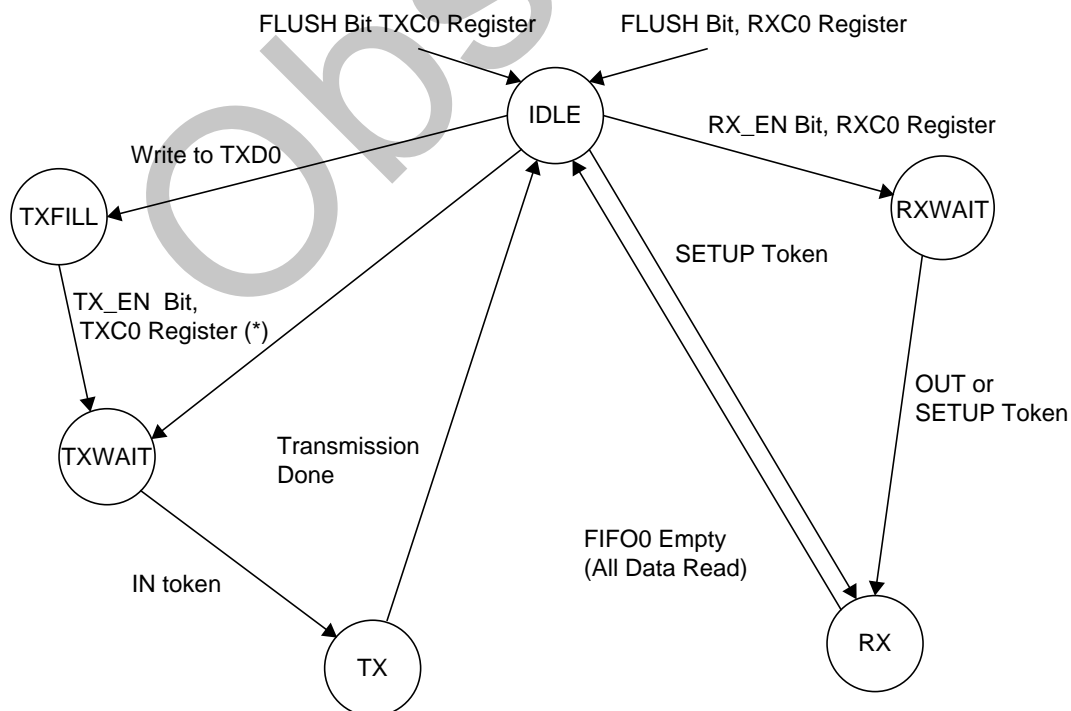 FLUSH Bit TXC0 Register
FLUSH Bit, RXC0 Register
IDLE
RX_EN Bit, RXC0 Register
Write to TXD0
TXFILL
RXWAIT
SETUP Token
TX_EN  Bit,
TXC0 Register (*)
OUT or
SETUP Token
TXWAIT
Transmission
Done
FIFO0 Empty
(All Data Read)
IN token
RX
TX
Obs